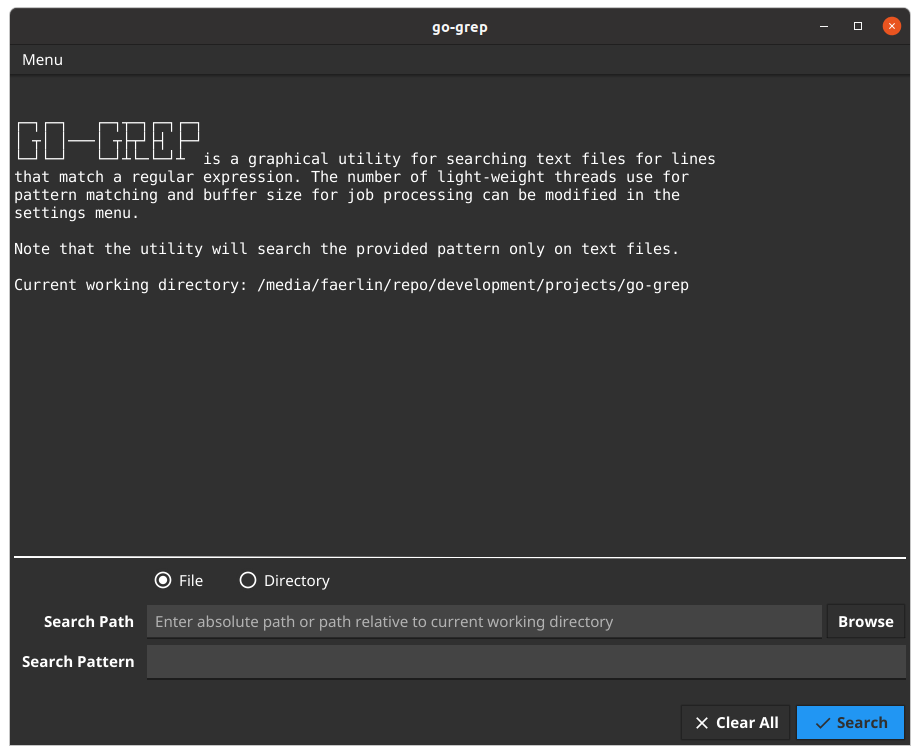 go-grep
Menu
GO-GREP is a graphical utility for searching text files for lines
that match a regular expression. The number of light-weight threads use for
pattern matching and buffer size for job processing can be modified in the
settings menu.
Note that the utility will search the provided pattern only on text files.
Current working directory: /media/faerlin/repo/development/projects/go-grep
File Directory
Search Path Enter absolute path or path relative to current working directory Browse
Search Pattern
Clear All Search